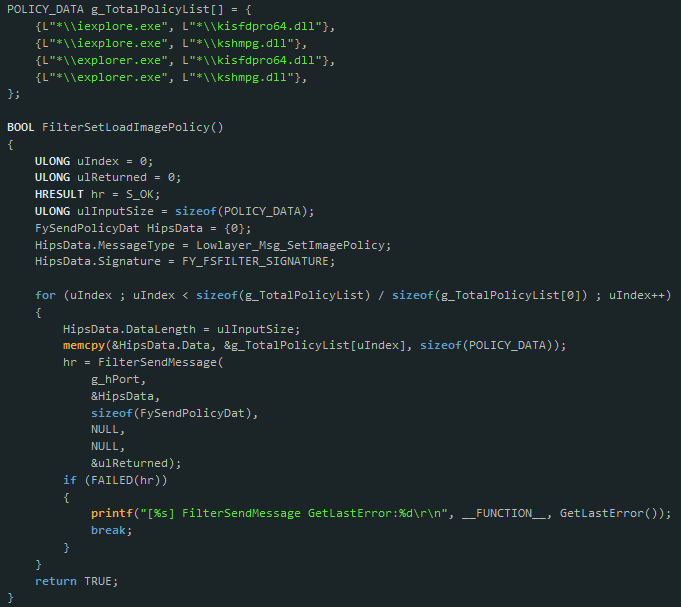 POLICY_DATA g_TotalPolicyList[] = {
    {L"*\\iexplore.exe", L"*\\kisfdpro64.dll"},
    {L"*\\iexplore.exe", L"*\\kshmpg.dll"},
    {L"*\\explorer.exe", L"*\\kisfdpro64.dll"},
    {L"*\\explorer.exe", L"*\\kshmpg.dll"},
};

BOOL FilterSetLoadImagePolicy()
{
    ULONG uIndex = 0;
    ULONG ulReturned = 0;
    HRESULT hr = S_OK;
    ULONG ulInputSize = sizeof(POLICY_DATA);
    FySendPolicyDat HipsData = {0};
    HipsData.MessageType = Lowlayer_Msg_SetImagePolicy;
    HipsData.Signature = FY_FSFILTER_SIGNATURE;

    for (uIndex ; uIndex < sizeof(g_TotalPolicyList) / sizeof(g_TotalPolicyList[0]) ; uIndex++)
    {
        HipsData.DataLength = ulInputSize;
        memcpy(&HipsData.Data, &g_TotalPolicyList[uIndex], sizeof(POLICY_DATA));
        hr = FilterSendMessage(
            g_hPort,
            &HipsData,
            sizeof(FySendPolicyDat),
            NULL,
            NULL,
            &ulReturned);
        if (FAILED(hr))
        {
            printf("[%s] FilterSendMessage GetLastError:%d\r\n", __FUNCTION__, GetLastError());
            break;
        }
    }
    return TRUE;
}